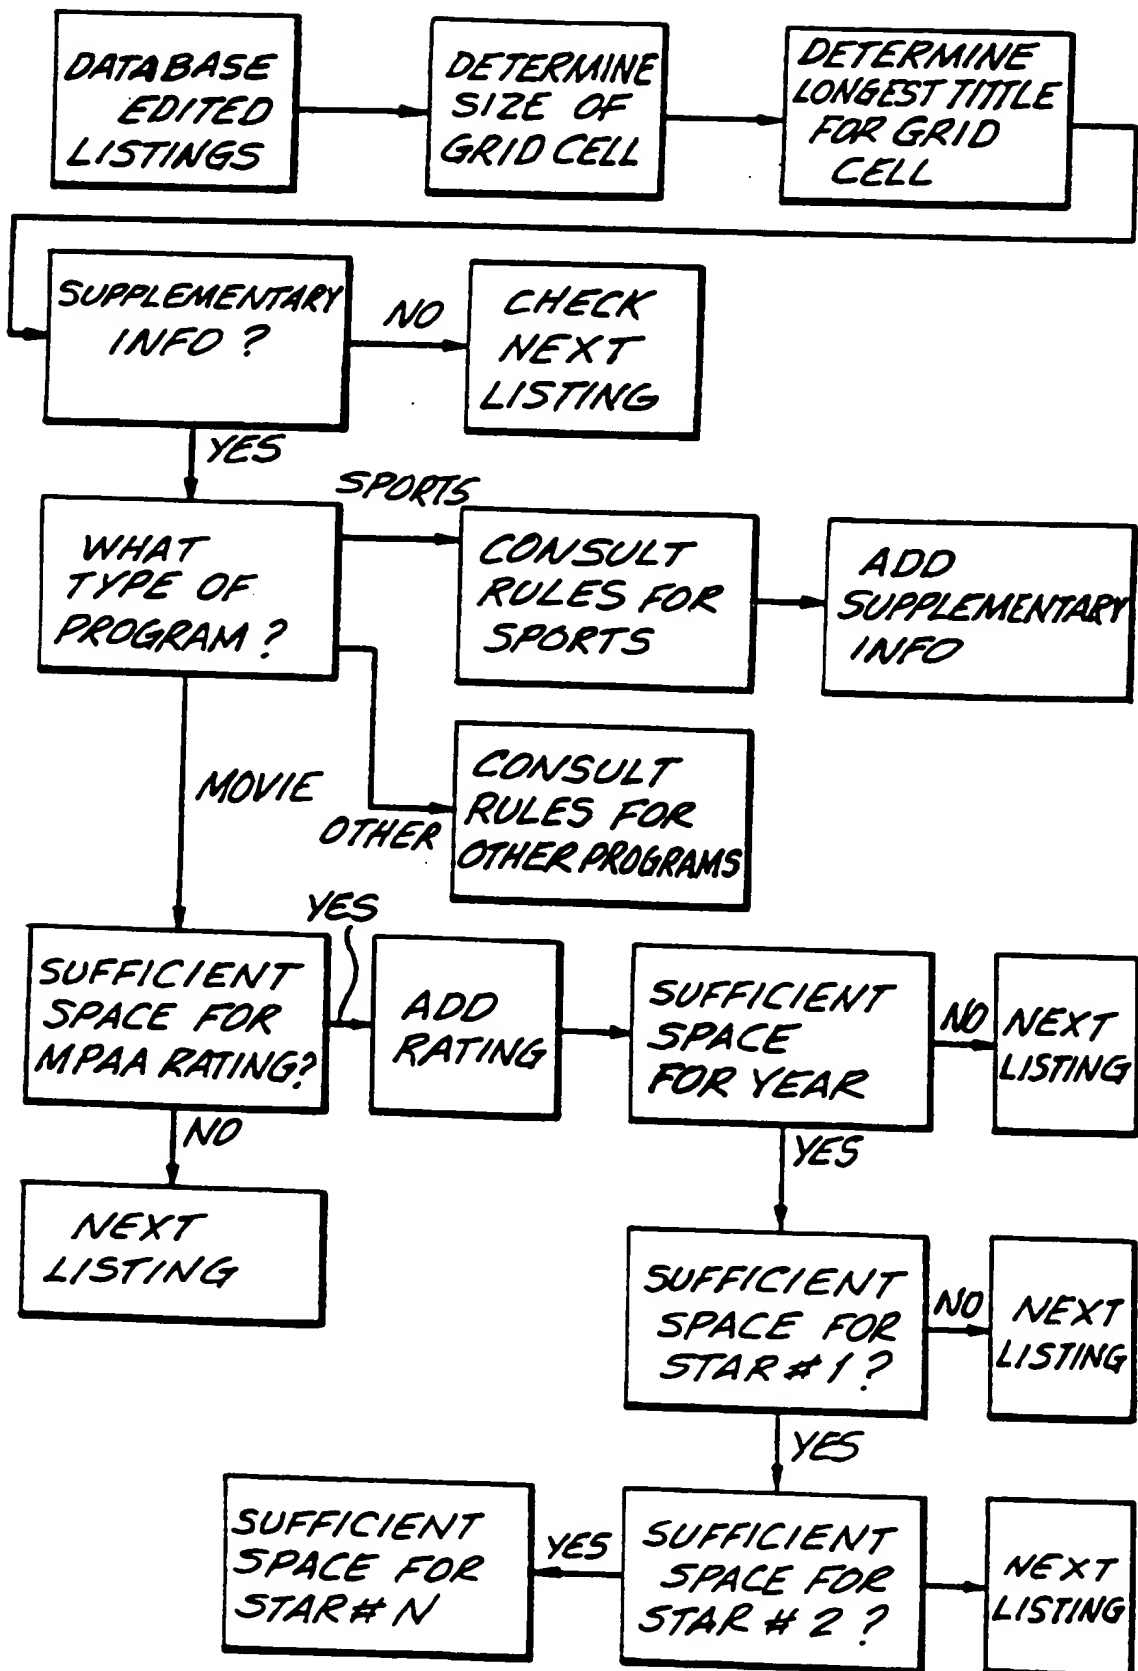 DATABASE
EDITED
LISTINGS
DETERMINE
SIZE OF
GRID CELL
DETERMINE
LONGEST TITTLE
FOR GRID
CELL
SUPPLEMENTARY
INFO ?
NO
CHECK
NEXT
LISTING
YES
WHAT
TYPE OF
PROGRAM ?
SPORTS
CONSULT
RULES FOR
SPORTS
ADD
SUPPLEMENTARY
INFO
OTHER
CONSULT
RULES FOR
OTHER PROGRAMS
MOVIE
SUFFICIENT
SPACE FOR
MPAA RATING?
YES
ADD
RATING
SUFFICIENT
SPACE
FOR YEAR
NO
NEXT
LISTING
NO
NEXT
LISTING
YES
SUFFICIENT
SPACE FOR
STAR # 1 ?
NO
NEXT
LISTING
YES
SUFFICIENT
SPACE FOR
STAR # 2 ?
NEXT
LISTING
YES
SUFFICIENT
SPACE FOR
STAR # N